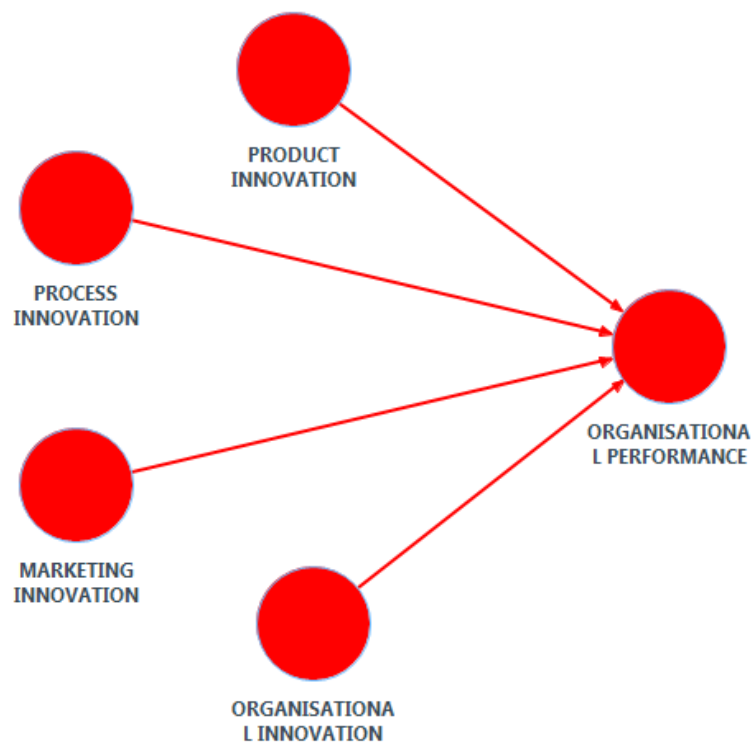 PRODUCT
INNOVATION
PROCESS
INNOVATION
ORGANISATIONA
L PERFORMANCE
MARKETING
INNOVATION
ORGANISATIONA
L INNOVATION